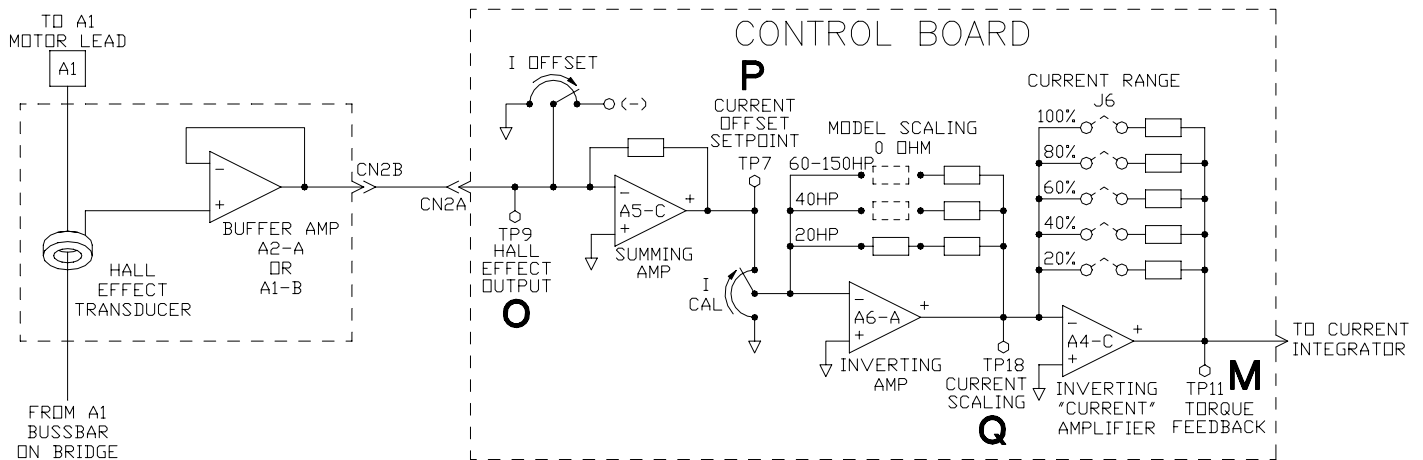 TO A1
MOTOR LEAD
A1
CONTROL BOARD
I OFFSET
(-)
P
CURRENT
OFFSET
SETPOINT
TP7
MODEL SCALING
0 OHM
60-150HP
40HP
20HP
CURRENT RANGE
J6
100%
80%
60%
40%
20%
-
+
BUFFER AMP
A2-A
OR
A1-B
HALL
EFFECT
TRANSDUCER
CN2B
CN2A
TP9
HALL
EFFECT
OUTPUT
O
-
+
A5-C
+
SUMMING
AMP
I
CAL
-
+
A6-A
+
INVERTING
AMP
TP18
CURRENT
SCALING
Q
-
+
A4-C
+
INVERTING
"CURRENT"
AMPLIFIER
TP11 M
TORQUE
FEEDBACK
TO CURRENT
INTEGRATOR
FROM A1
BUSSBAR
ON BRIDGE